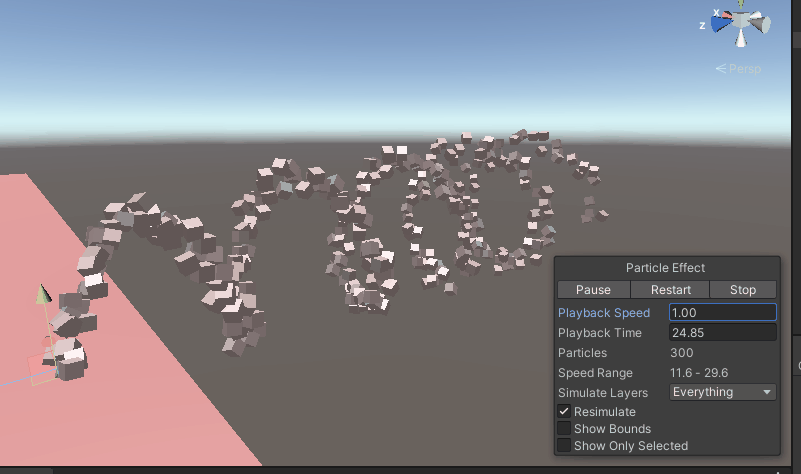 x
z
Persp
Particle Effect
Pause Restart Stop
Playback Speed 1.00
Playback Time 24.85
Particles 300
Speed Range 11.6 - 29.6
Simulate Layers Everything
Resimulate
Show Bounds
Show Only Selected